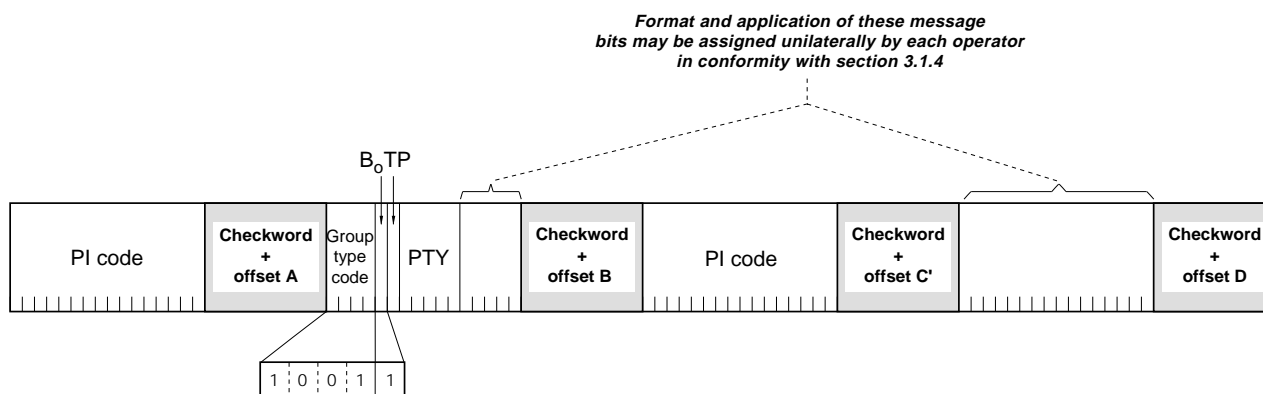 Format and application of these message
bits may be assigned unilaterally by each operator
in conformity with section 3.1.4
BoTP
PI code
Checkword
+
offset A
Group
type
code
PTY
Checkword
+
offset B
PI code
Checkword
+
offset C'
Checkword
+
offset D
1 0 0 1 1